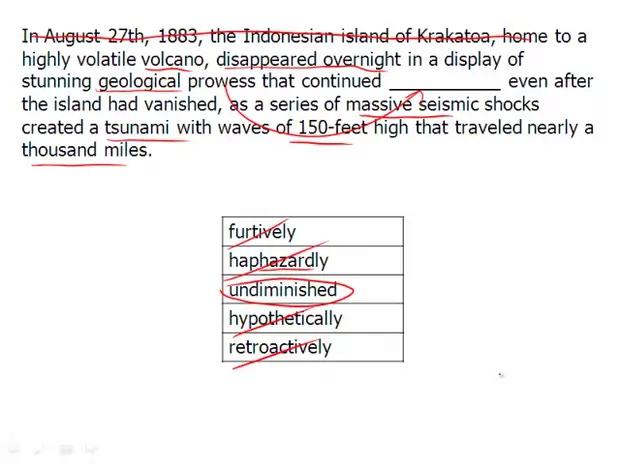 In August 27th, 1883, the Indonesian island of Krakatoa, home to a
highly volatile volcano, disappeared overnight in a display of
stunning geological prowess that continued ____________ even after
the island had vanished, as a series of massive seismic shocks
created a tsunami with waves of 150-feet high that traveled nearly a
thousand miles.
furtively
haphazardly
undiminished
hypothetically
retroactively